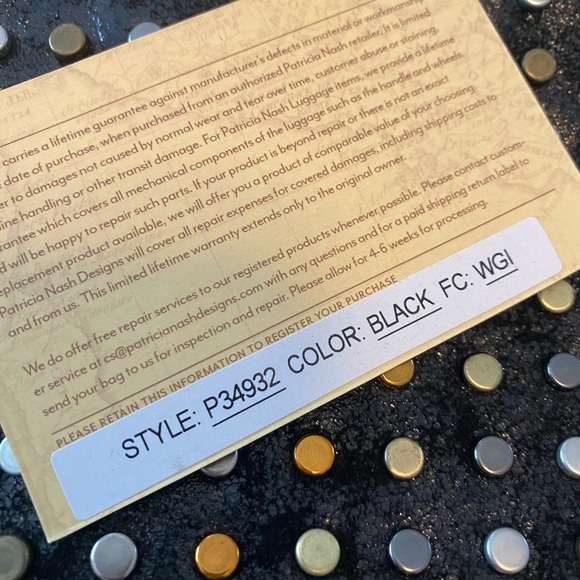 carries a lifetime guarantee against manufacturer's defects in material or workmanship
date of purchase, when purchased from an authorized Patricia Nash retailer. It is limited
er to damages not caused by normal wear and tear over time, customer abuse or staining,
line handling or other transit damage. For Patricia Nash Luggage items, we provide a lifetime
arantee which covers all mechanical components of the luggage such as the handle and wheels
d will be happy to repair such parts. If your product is beyond repair or there is not an exact
eplacement product available, we will offer you a product of comparable value of your choosing.
Patricia Nash Designs will cover all repair expenses for covered damages, including shipping costs to
and from us. This limited lifetime warranty extends only to the original owner.
We do offer free repair services to our registered products whenever possible. Please contact custom
er service at cs@patricianashdesigns.com with any questions and for a paid shipping return label to
send your bag to us for inspection and repair. Please allow for 4-6 weeks for processing.
PLEASE RETAIN THIS INFORMATION TO REGISTER YOUR PURCHASE
STYLE: P34932 COLOR: BLACK FC: WGI